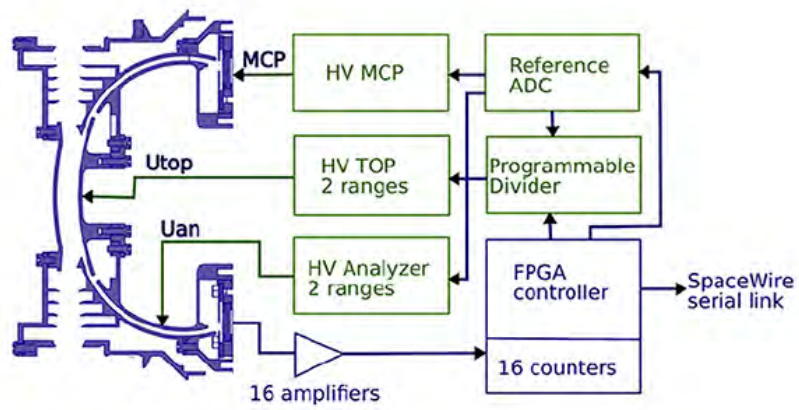 MCP
HV MCP
Reference
ADC
Utop
HV TOP
2 ranges
Programmable
Divider
Uan
HV Analyzer
2 ranges
FPGA
controller
SpaceWire
serial link
16 amplifiers
16 counters